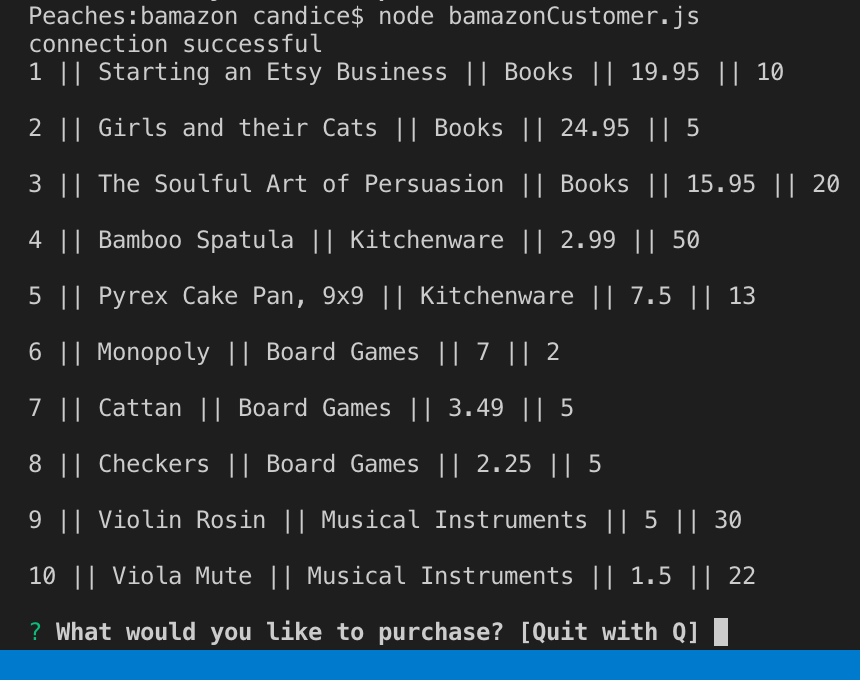 Peaches:bamazon candice$ node bamazonCustomer.js
connection successful
1 || Starting an Etsy Business || Books || 19.95 || 10
2 || Girls and their Cats || Books || 24.95 || 5
3 || The Soulful Art of Persuasion || Books || 15.95 || 20
4 || Bamboo Spatula || Kitchenware || 2.99 || 50
5 || Pyrex Cake Pan, 9x9 || Kitchenware || 7.5 || 13
6 || Monopoly || Board Games || 7 || 2
7 || Cattan || Board Games || 3.49 || 5
8 || Checkers || Board Games || 2.25 || 5
9 || Violin Rosin || Musical Instruments || 5 || 30
10 || Viola Mute || Musical Instruments || 1.5 || 22
? What would you like to purchase? [Quit with Q]